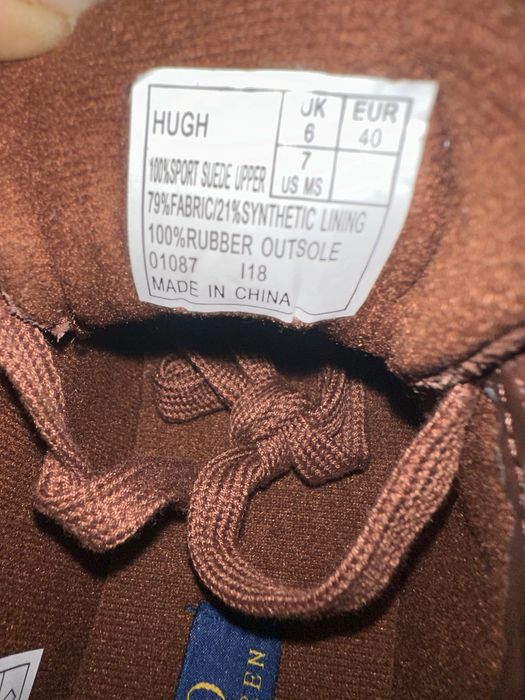 HUGH
UK EUR
6 40
7
US MS
100%SPORT SUEDE UPPER
79%FABRIC/21%SYNTHETIC LINING
100%RUBBER OUTSOLE
01087 I18
MADE IN CHINA